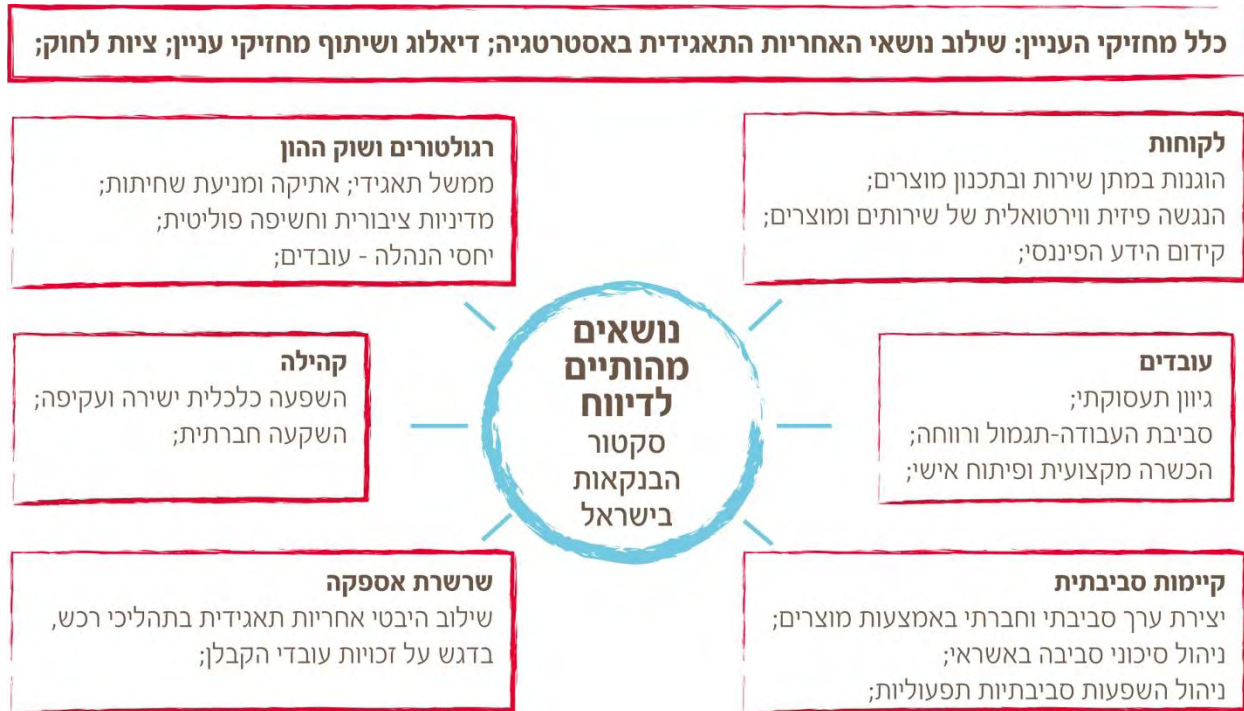 כלל מחזיקי העניין: שילוב נושאי האחריות התאגידית באסטרטגיה; דיאלוג ושיתוף מחזיקי עניין; ציות לחוק;
לקוחות
הוגנות במתן שירות ובתכנון מוצרים;
הנגשה פיזית ווירטואלית של שירותים ומוצרים;
קידום הידע הפיננסי;
רגולטורים ושוק ההון
ממשל תאגידי; אתיקה ומניעת שחיתות;
מדיניות ציבורית וחשיפה פוליטית;
יחסי הנהלה - עובדים;
עובדים
גיוון תעסוקתי;
סביבת העבודה-תגמול ורווחה;
הכשרה מקצועית ופיתוח אישי;
נושאים
מהותיים
לדיווח
סקטור
הבנקאות
בישראל
קהילה
השפעה כלכלית ישירה ועקיפה;
השקעה חברתית;
קיימות סביבתית
יצירת ערך סביבתי וחברתי באמצעות מוצרים;
ניהול סיכוני סביבה באשראי;
ניהול השפעות סביבתיות תפעוליות;
שרשרת אספקה
שילוב היבטי אחריות תאגידית בתהליכי רכש,
בדגש על זכויות עובדי הקבלן;